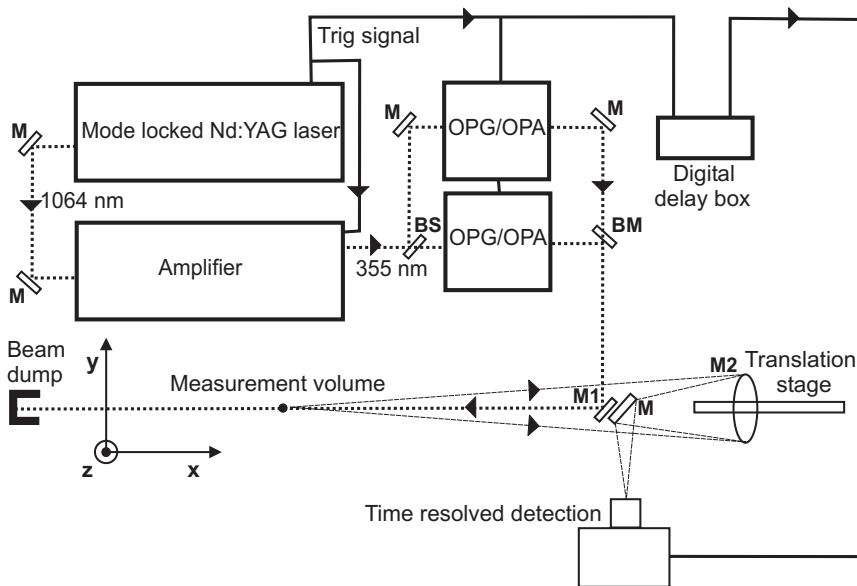 Trig signal
M
Mode locked Nd:YAG laser
M
OPG/OPA
M
Digital
delay box
1064 nm
M
Amplifier
355 nm
BS
OPG/OPA
BM
Beam
dump
y
Measurement volume
M1
M
M2
Translation
stage
z
x
Time resolved detection